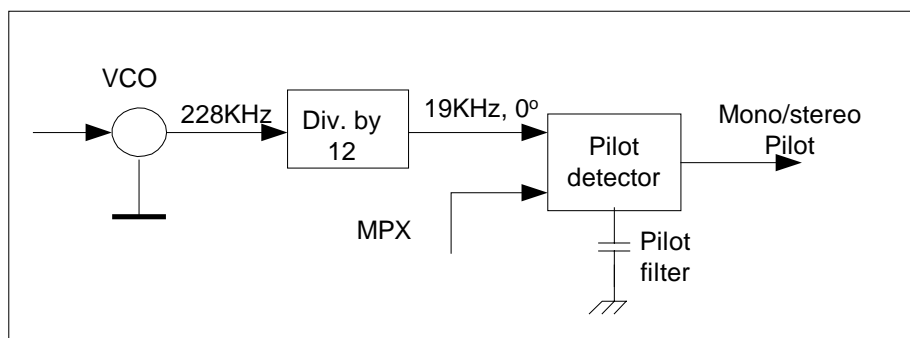 VCO
228KHz
Div. by
12
19KHz, 0º
Pilot
detector
Mono/stereo
Pilot
MPX
Pilot
filter